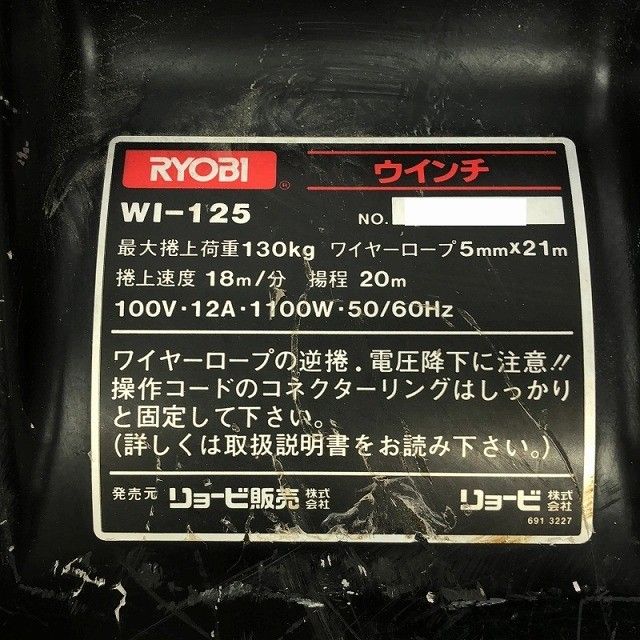 RYOBI ® ウインチ
WI-125 NO.
最大捲上荷重130kg ワイヤーロープ5mm×21m
捲上速度 18m/分 揚程 20m
100V・12A・1100W・50/60Hz
ワイヤーロープの逆捲.電圧降下に注意!!
操作コードのコネクターリングはしっかり
と固定して下さい。
(詳しくは取扱説明書をお読み下さい。)
発売元 リョービ販売株式会社 リョービ株式会社
691 3227